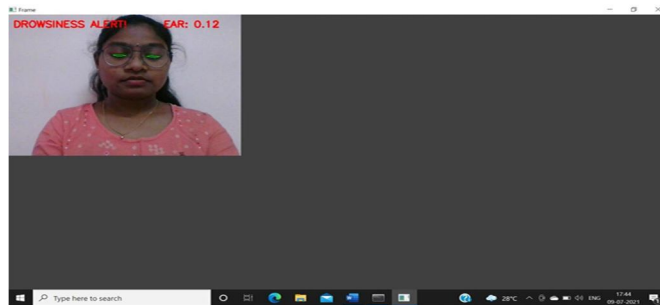 Frame
DROWSINESS ALERT! EAR: 0.12
Type here to search
28°C ENG 17:44
09-07-2021